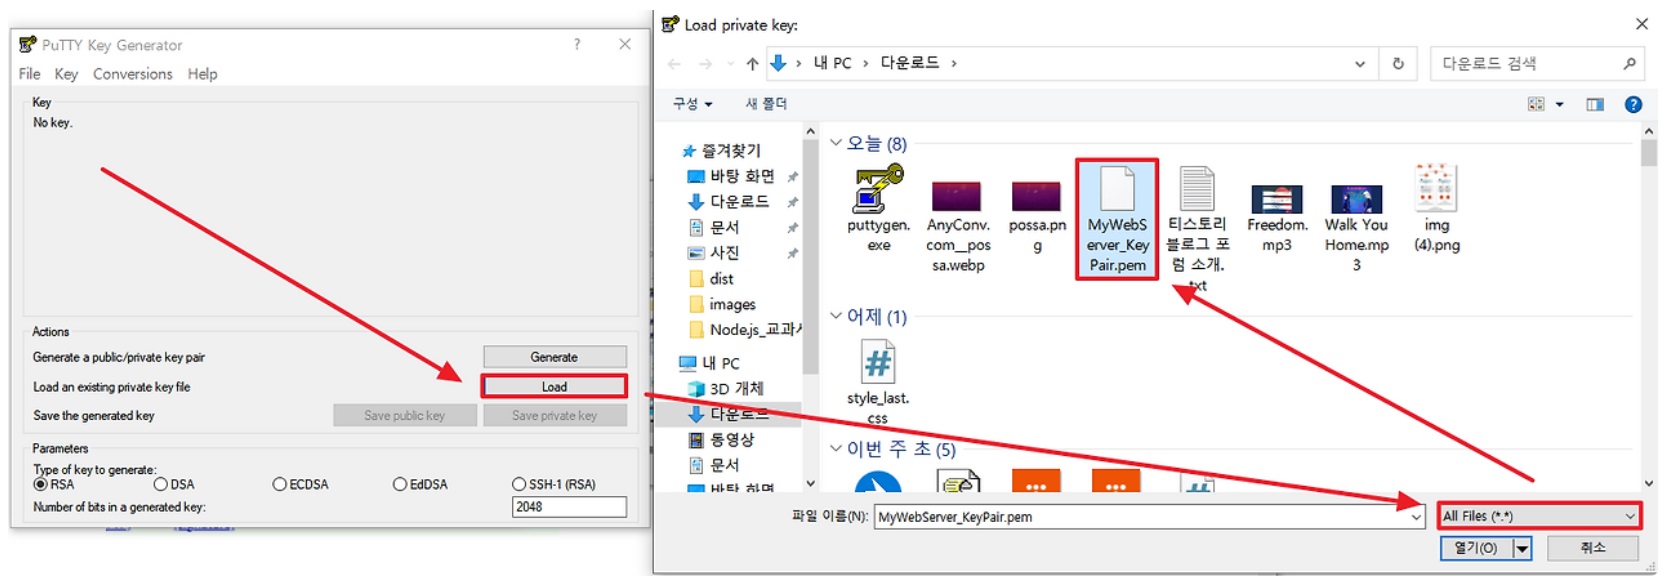 PuTTY Key Generator
?
File Key Conversions Help
Key
No key.
Actions
Generate a public/private key pair
Generate
Load an existing private key file
Load
Save the generated key
Save public key
Save private key
Parameters
Type of key to generate:
RSA
DSA
ECDSA
EdDSA
SSH-1 (RSA)
Number of bits in a generated key:
2048
Load private key:
내 PC › 다운로드 ›
다운로드 검색
구성
새 폴더
?
즐겨찾기
바탕 화면
다운로드
문서
사진
dist
images
Node.js_교과서
내 PC
3D 개체
다운로드
동영상
문서
바탕 화면
오늘 (8)
puttygen.
exe
AnyConv.
com__pos
sa.webp
possa.pn
g
MyWebS
erver_Key
Pair.pem
티스토리
블로그 포
럼 소개.
txt
Freedom.
mp3
Walk You
Home.mp
3
img
(4).png
어제 (1)
style_last.
css
이번 주 초 (5)
파일 이름(N):
MyWebServer_KeyPair.pem
All Files (*.*)
열기(O)
취소